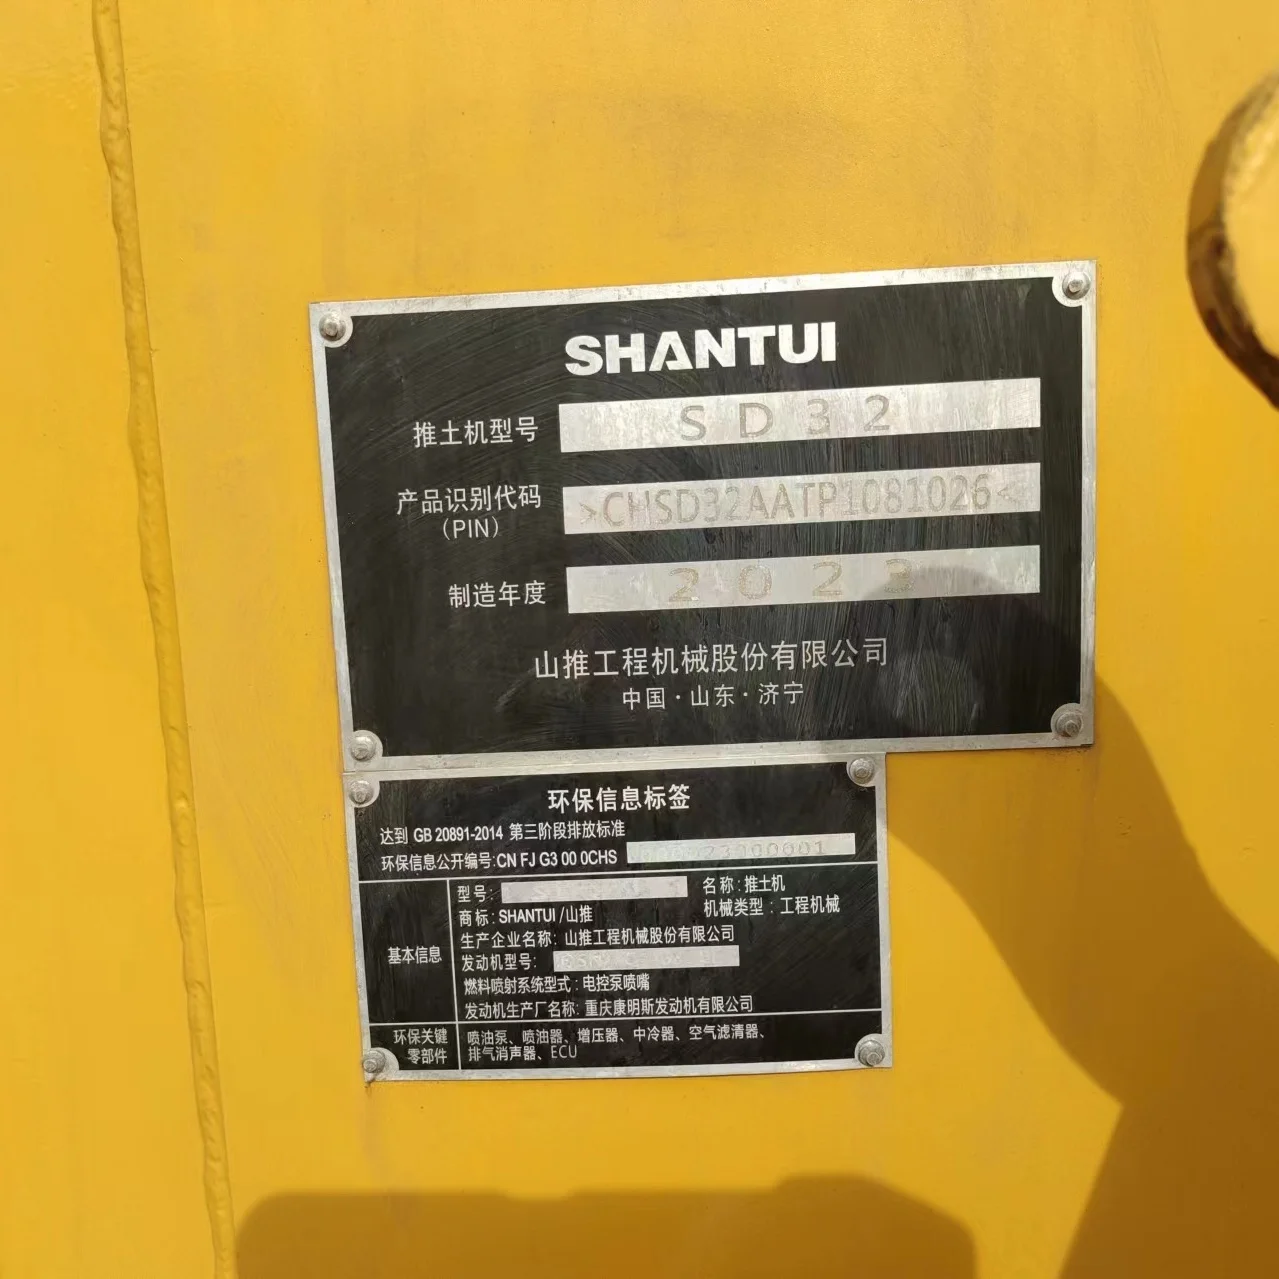 SHANTUI
推土机型号 SD32
产品识别代码 >CHSD32AATP1081026<
(PIN)
制造年度 2023
山推工程机械股份有限公司
中国·山东·济宁
环保信息标签
达到 GB 20891-2014 第三阶段排放标准
环保信息公开编号:CN FJ G3 00 0CHS
型号: 名称:推土机
商标:SHANTUI/山推 机械类型:工程机械
基本信息 生产企业名称:山推工程机械股份有限公司
发动机型号:
燃料喷射系统型式:电控泵喷嘴
发动机生产厂名称:重庆康明斯发动机有限公司
环保关键 喷油泵、喷油器、增压器、中冷器、空气滤清器、
零部件 排气消声器、ECU